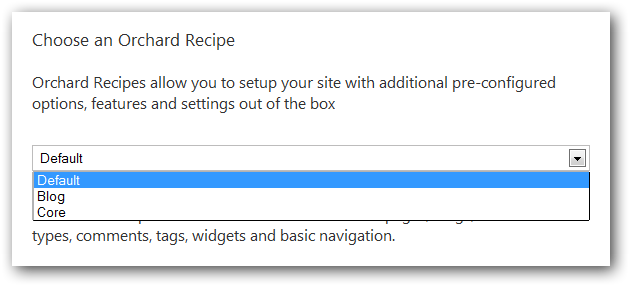 Choose an Orchard Recipe
Orchard Recipes allow you to setup your site with additional pre-configured
options, features and settings out of the box
Default
Default
Blog
Core
types, comments, tags, widgets and basic navigation.